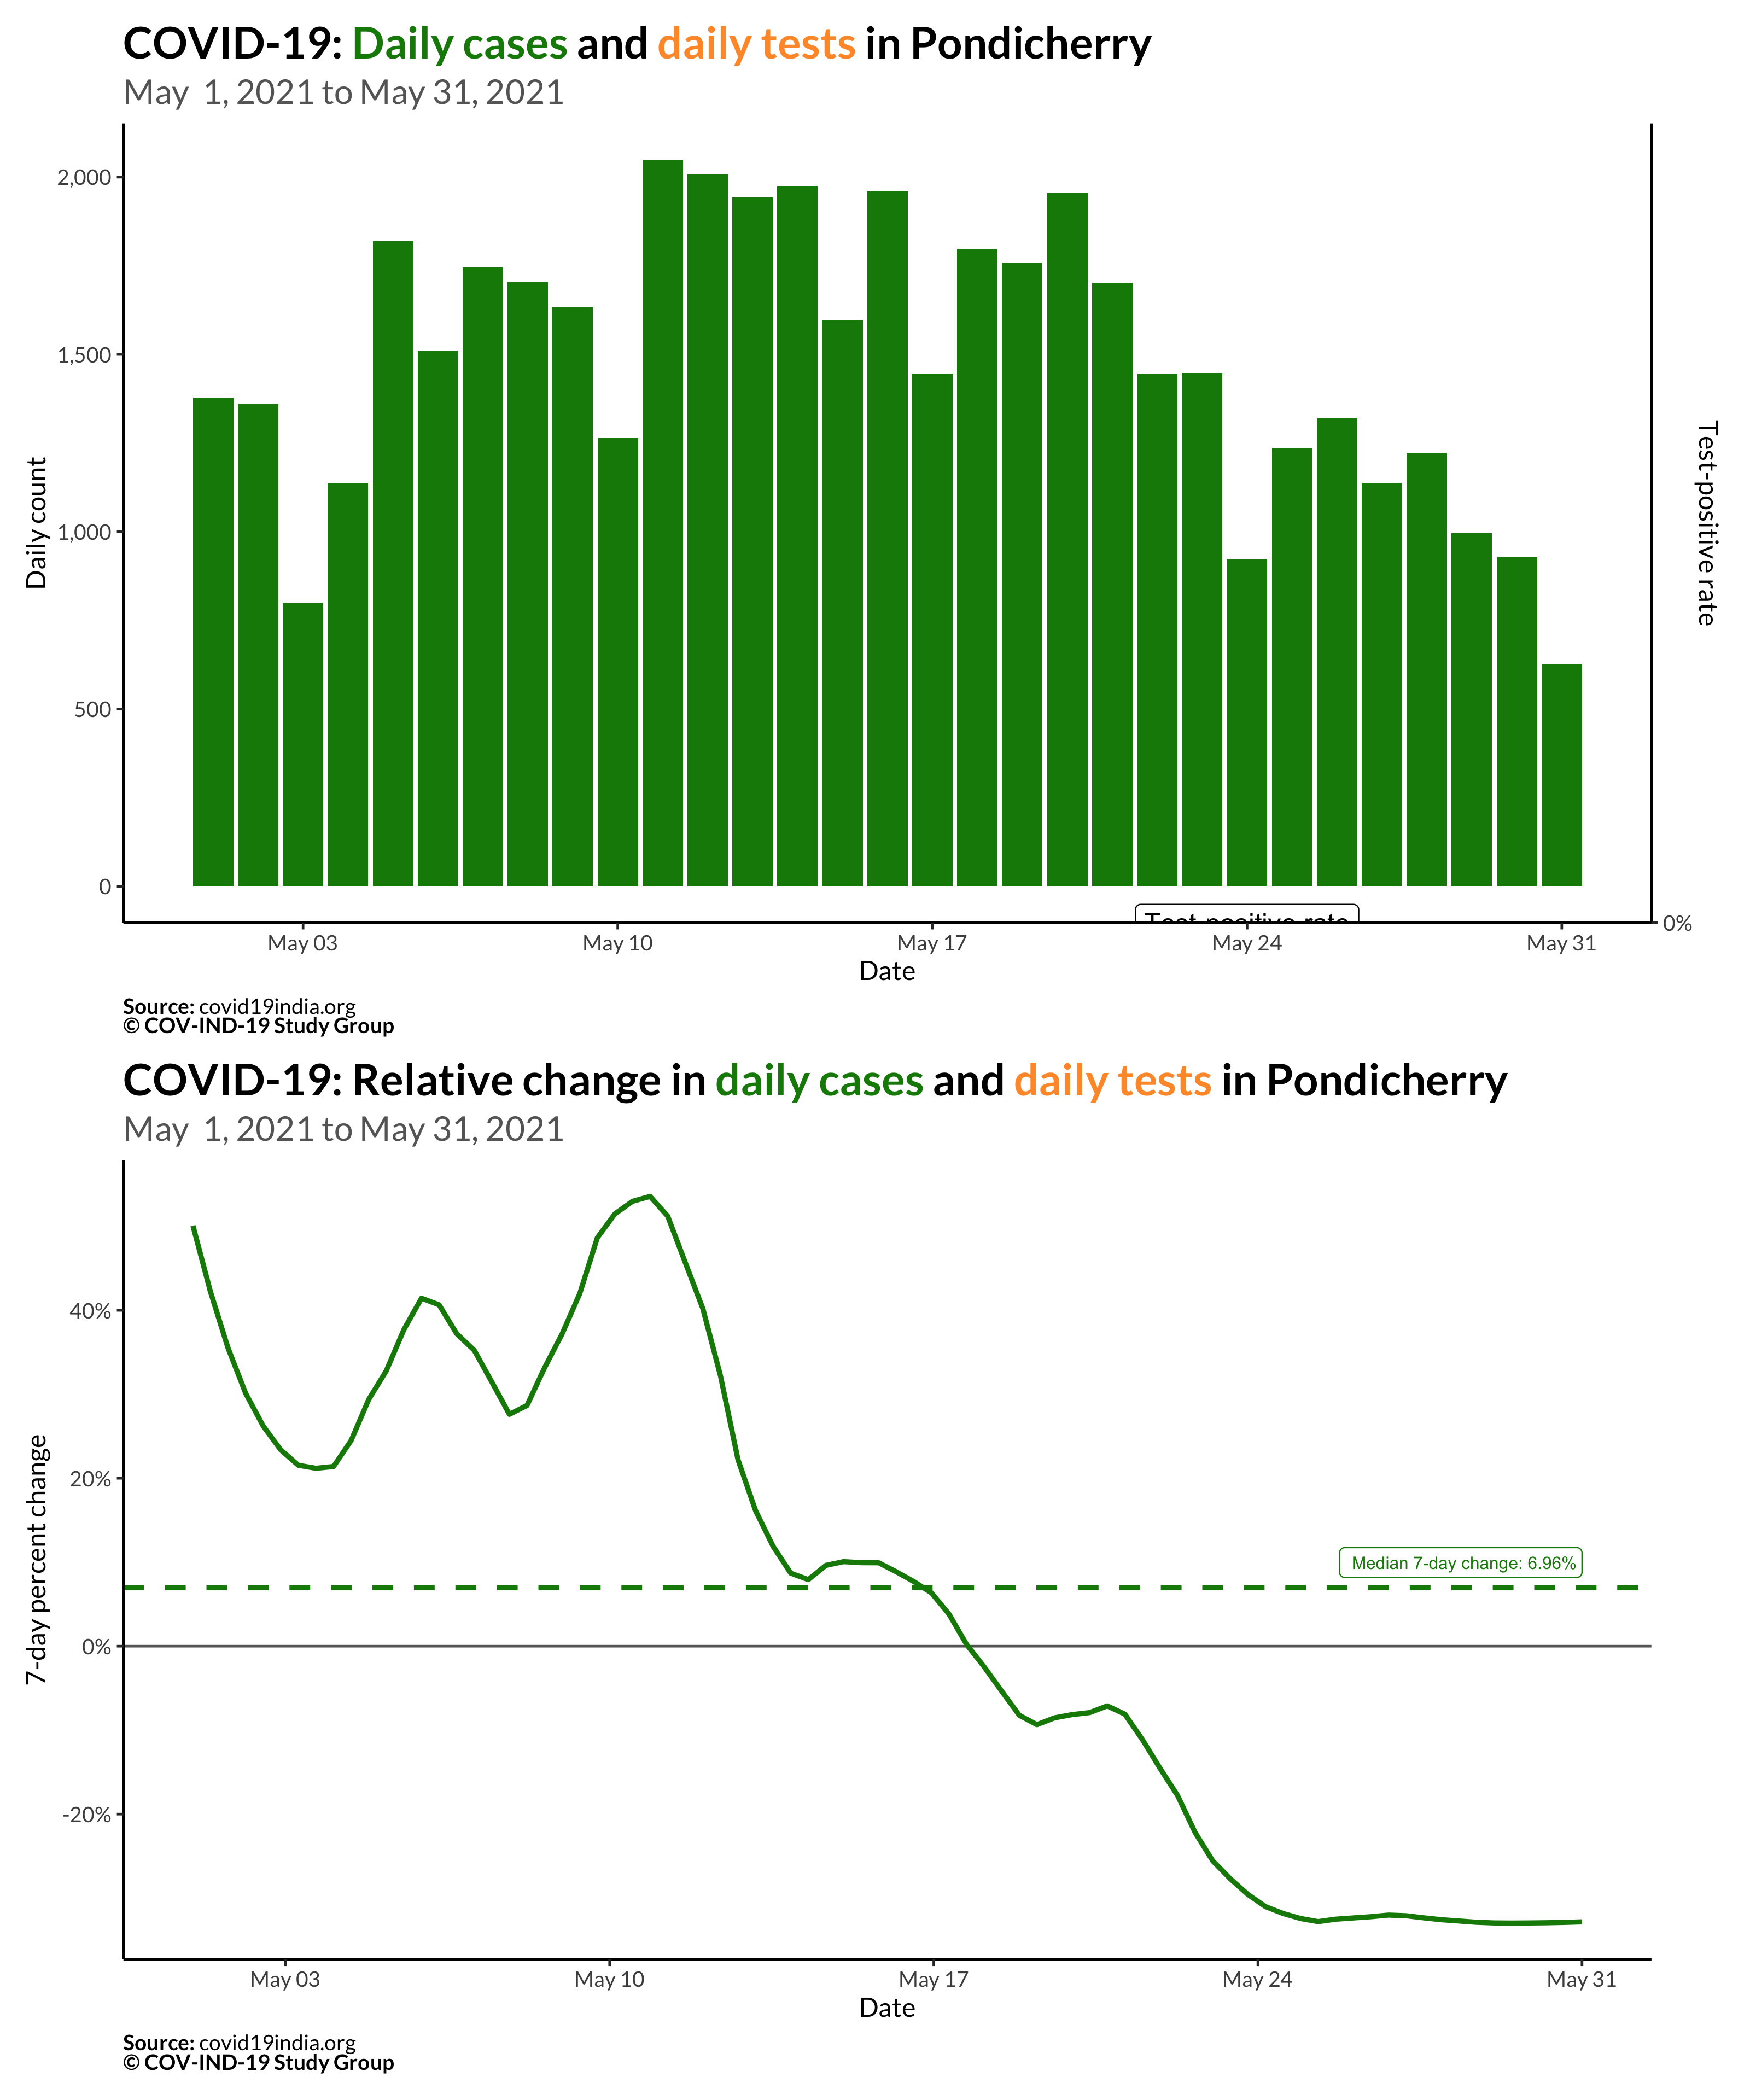 COVID-19: Daily cases and daily tests in Pondicherry
May 1, 2021 to May 31, 2021
2,000
1,500
1,000
500
0
Daily count
Test-positive rate
Test-positive rate
0%
May 03
May 10
May 17
May 24
May 31
Date
Source: covid19india.org
© COV-IND-19 Study Group
COVID-19: Relative change in daily cases and daily tests in Pondicherry
May 1, 2021 to May 31, 2021
40%
20%
0%
-20%
7-day percent change
Median 7-day change: 6.96%
May 03
May 10
May 17
May 24
May 31
Date
Source: covid19india.org
© COV-IND-19 Study Group